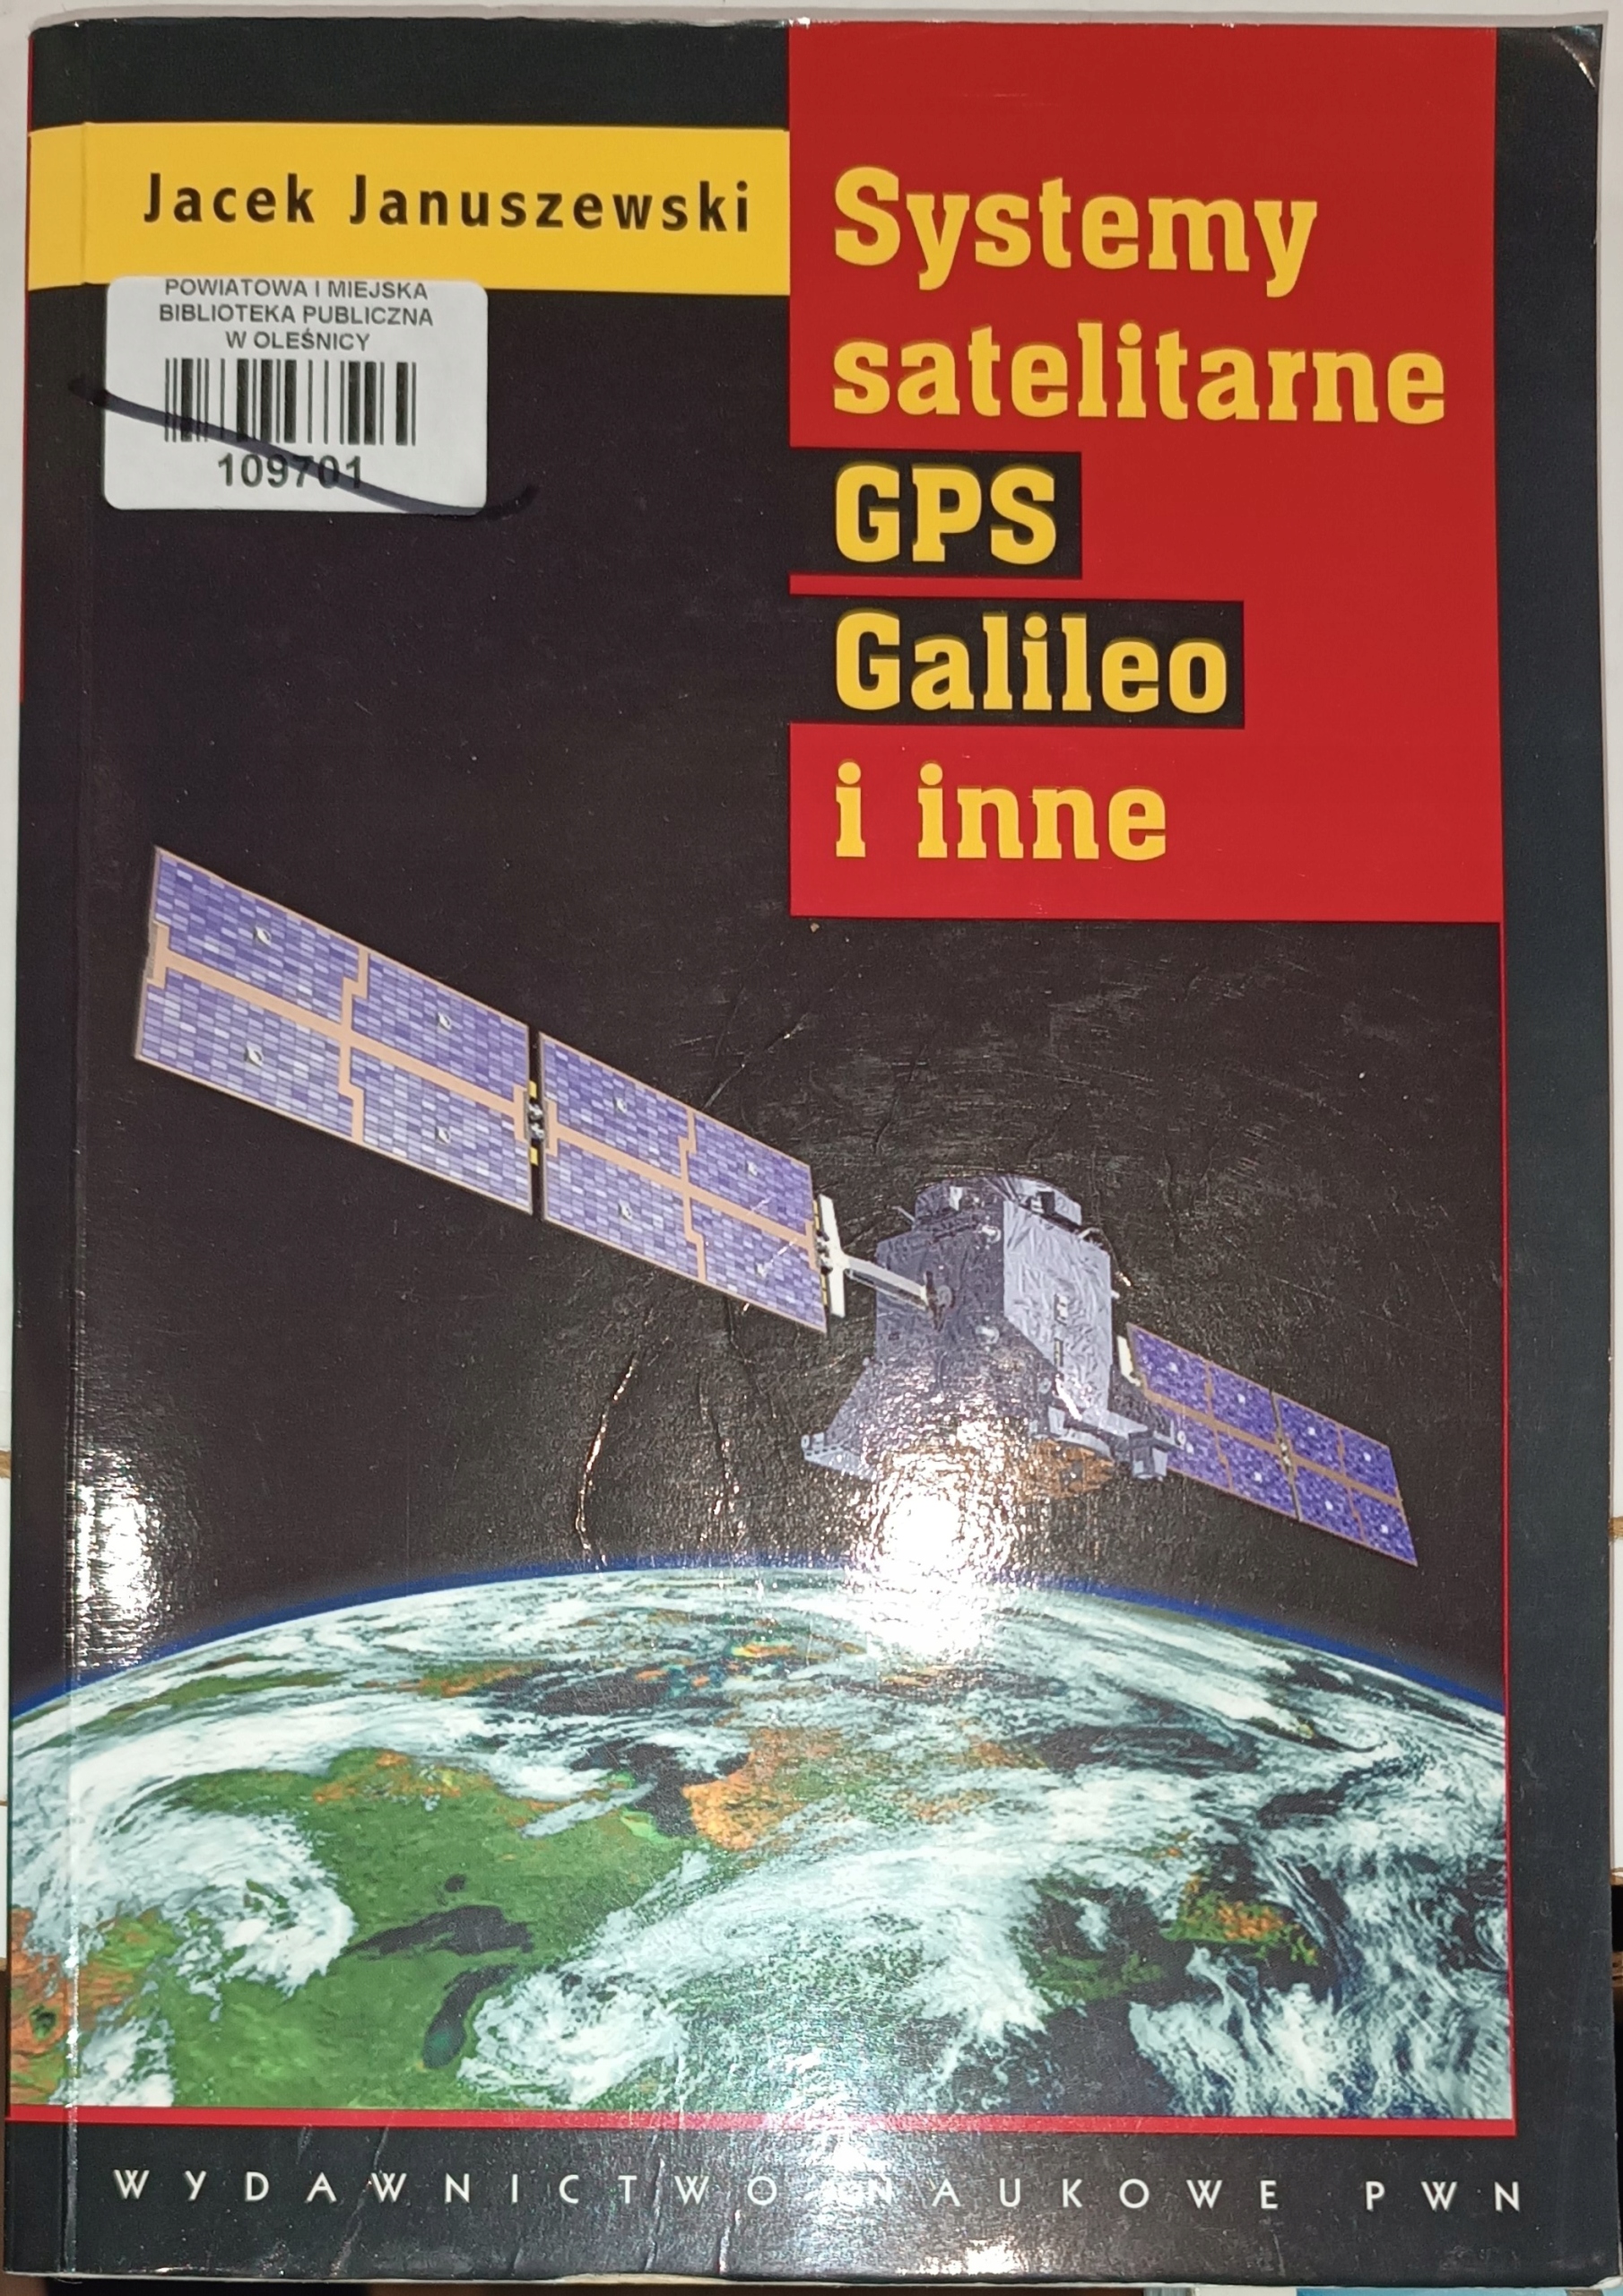 Jacek Januszewski
POWIATOWA I MIEJSKA
BIBLIOTEKA PUBLICZNA
W OLEŚNICY
109701
Systemy
satelitarne
GPS
Galileo
i inne
WYDAWNICTWO NAUKOWE PWN